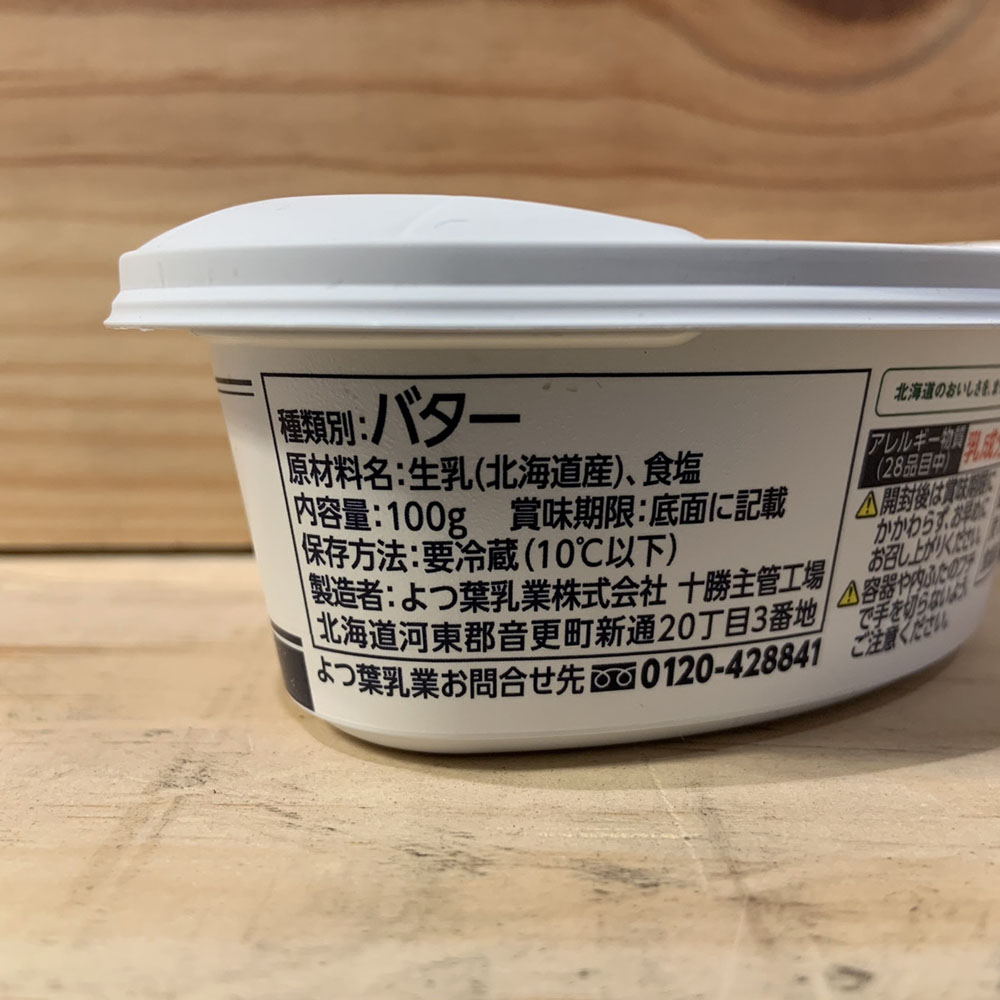 種類別:バター
原材料名:生乳(北海道産)、食塩
内容量:100g 賞味期限:底面に記載
保存方法:要冷蔵(10℃以下)
製造者:よつ葉乳業株式会社 十勝主管工場
北海道河東郡音更町新通20丁目3番地
よつ葉乳業お問合せ先 0120-428841
北海道のおいしさを、ま
アレルギー物質
(28品目中)
乳成
開封後は賞味期限に
かかわらず、お早めに
お召し上がりください。
容器や内ふたのフチ
で手を切らないよう
ご注意ください。